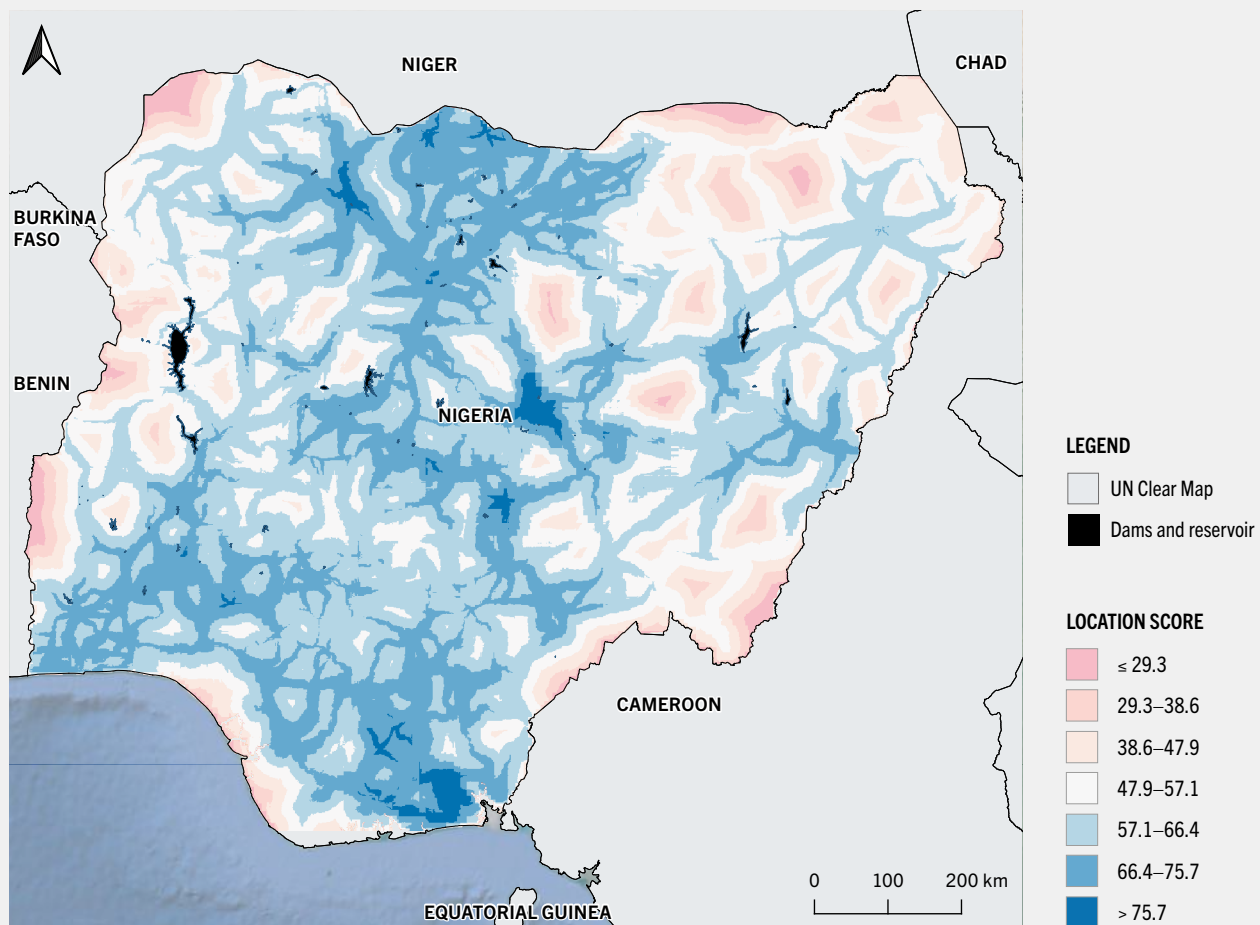 NIGER
CHAD
BURKINA
FASO
BENIN
NIGERIA
CAMEROON
EQUATORIAL GUINEA
0 100 200 km
LEGEND
UN Clear Map
Dams and reservoir
LOCATION SCORE
≤ 29.3
29.3–38.6
38.6–47.9
47.9–57.1
57.1–66.4
66.4–75.7
> 75.7